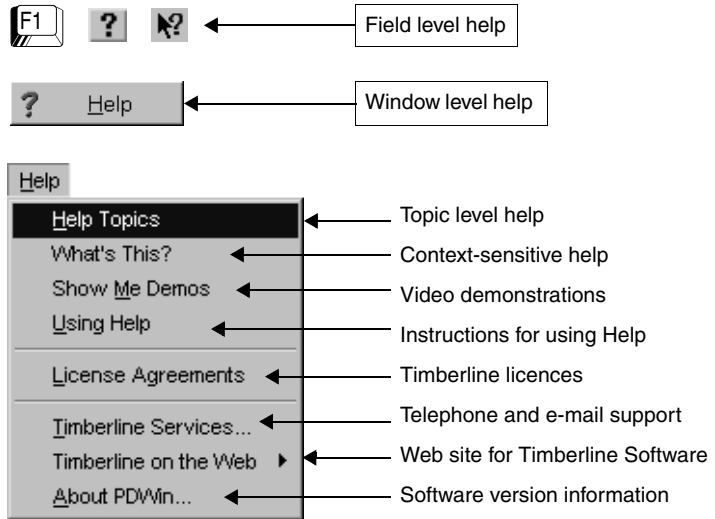 F1 ? ? Field level help
? Help Window level help
Help
Help Topics Topic level help
What's This? Context-sensitive help
Show Me Demos Video demonstrations
Using Help Instructions for using Help
License Agreements Timberline licences
Timberline Services... Telephone and e-mail support
Timberline on the Web Web site for Timberline Software
About PDWin... Software version information